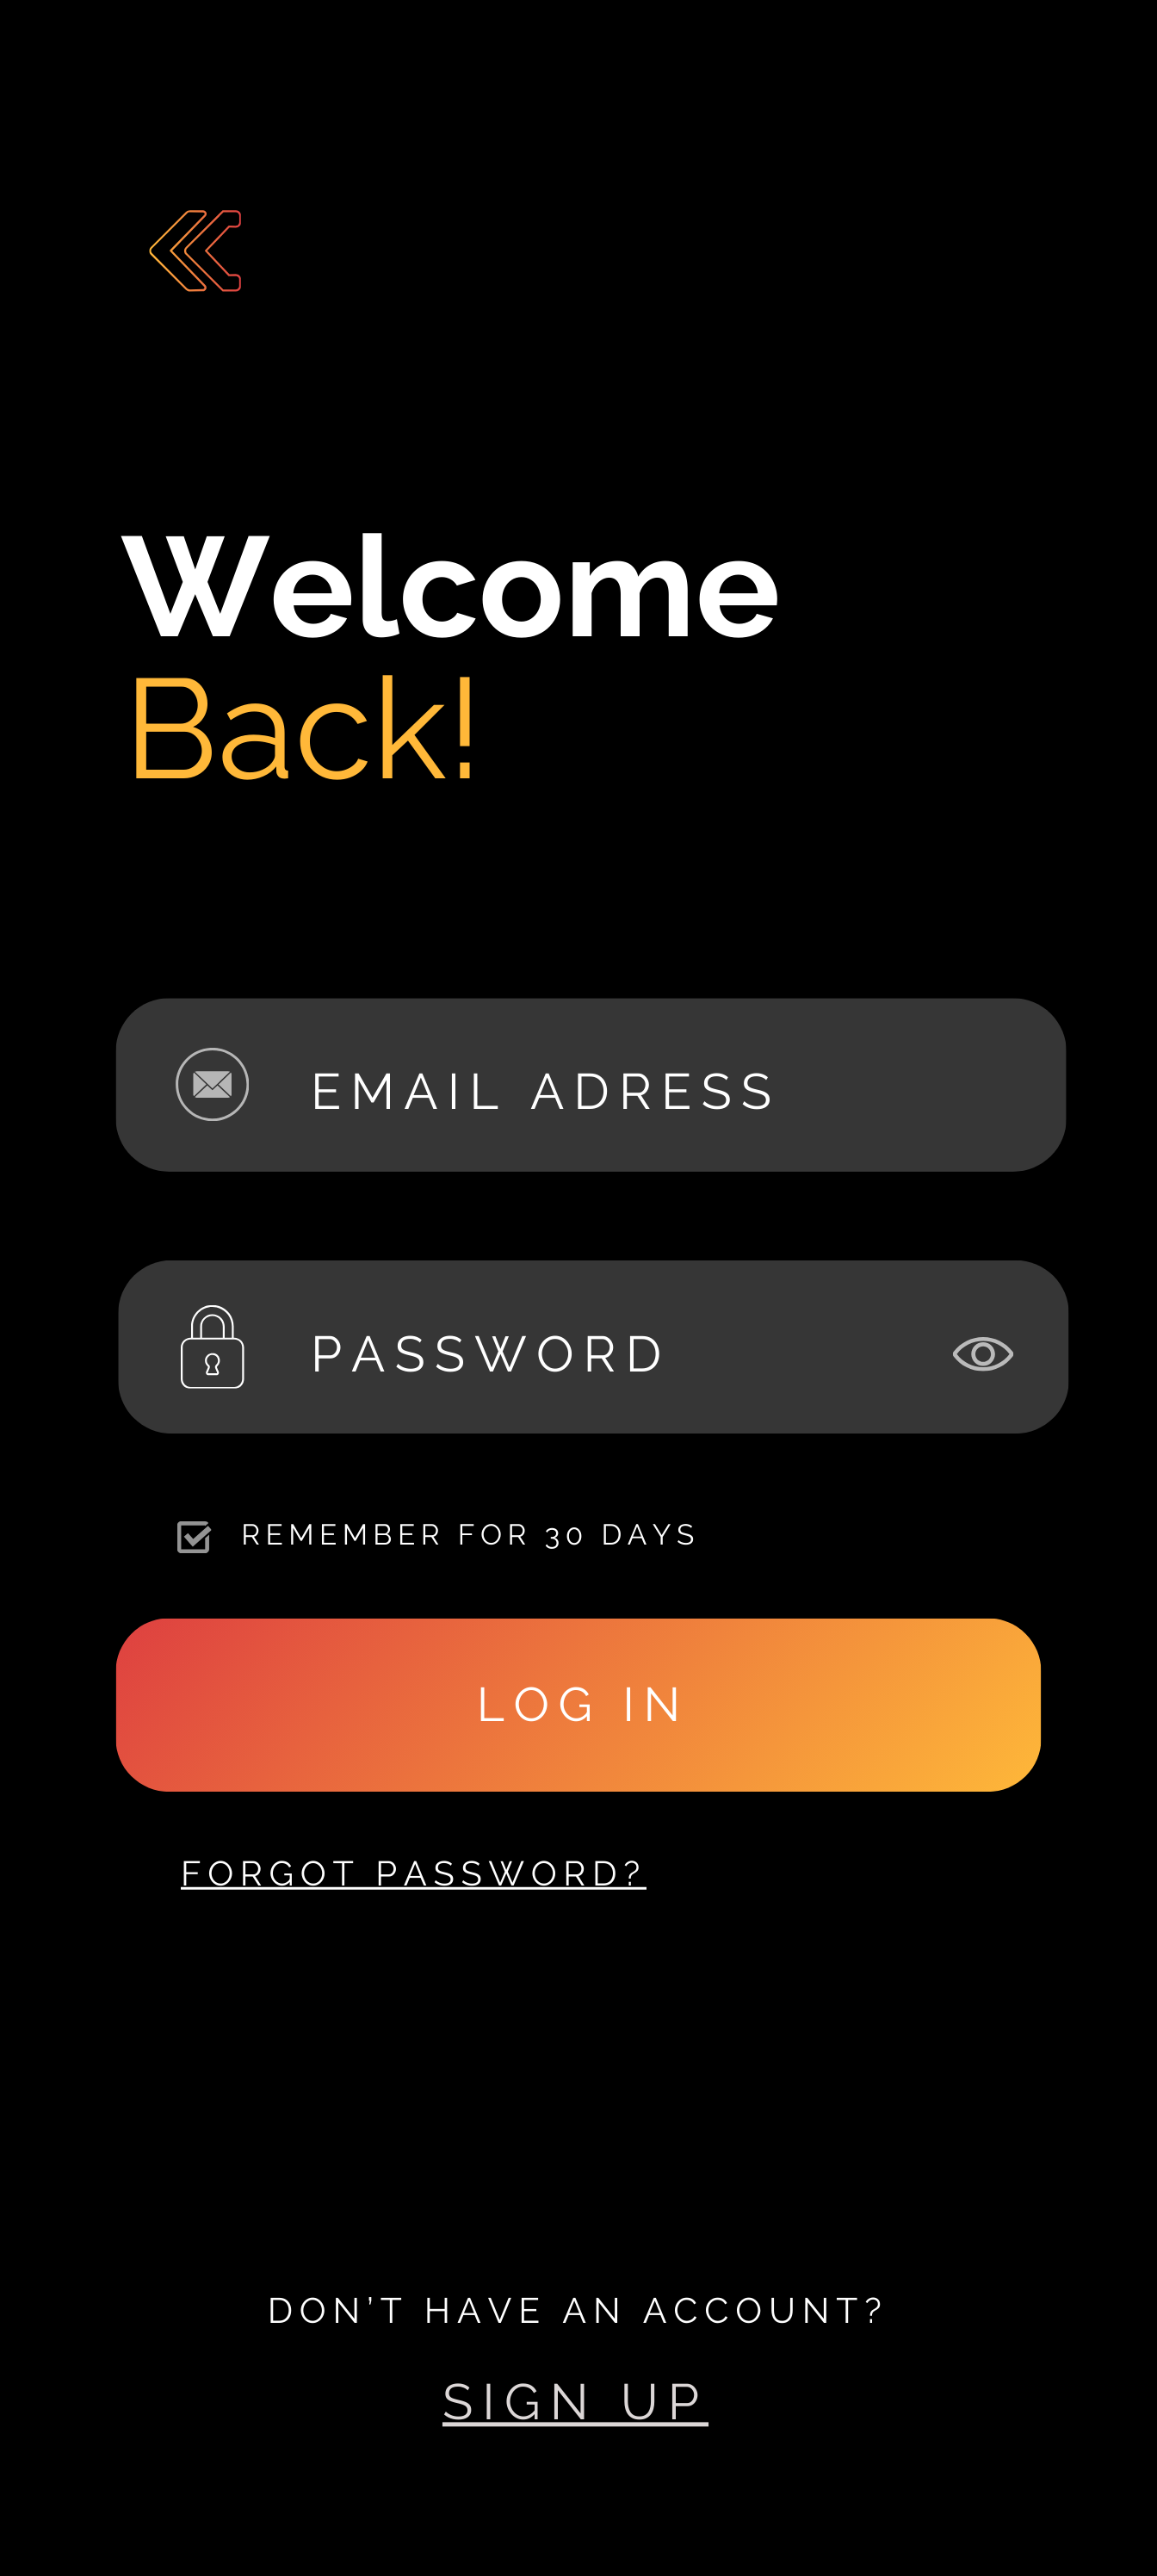 Welcome
Back!
EMAIL ADRESS
PASSWORD
REMEMBER FOR 30 DAYS
LOG IN
FORGOT PASSWORD?
DON’T HAVE AN ACCOUNT?
SIGN UP